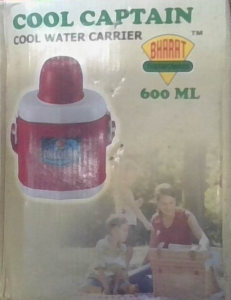 COOL CAPTAIN
COOL WATER CARRIER
BHARAT
TM
600 ML